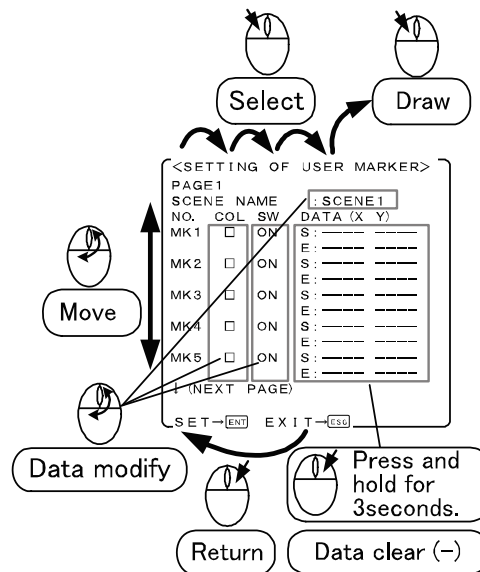 Select
Draw
<SETTING OF USER MARKER>
PAGE1
SCENE NAME :SCENE1
NO. COL SW DATA (X Y)
MK1 □ ON S: ---- ----
E: ---- ----
MK2 □ ON S: ---- ----
E: ---- ----
MK3 □ ON S: ---- ----
E: ---- ----
MK4 □ ON S: ---- ----
E: ---- ----
MK5 □ ON S: ---- ----
E: ---- ----
↓(NEXT PAGE)
SET→ENT EXIT→ESC
Move
Data modify
Return
Press and
hold for
3seconds.
Data clear (−)